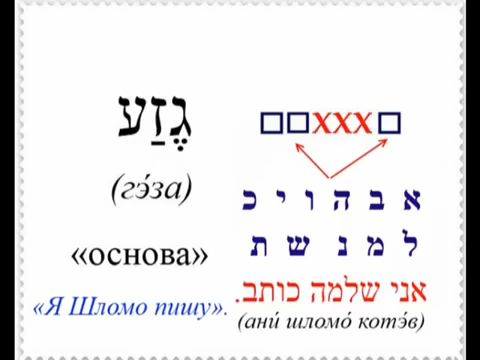 גֶזַע
(гэ́за)
«основа»
«Я Шломо пишу».
□□XXX□
א ב ה ו י כ
ל מ נ ש ת
אני שלמה כותב.
(ани́ шломо́ котэ́в)